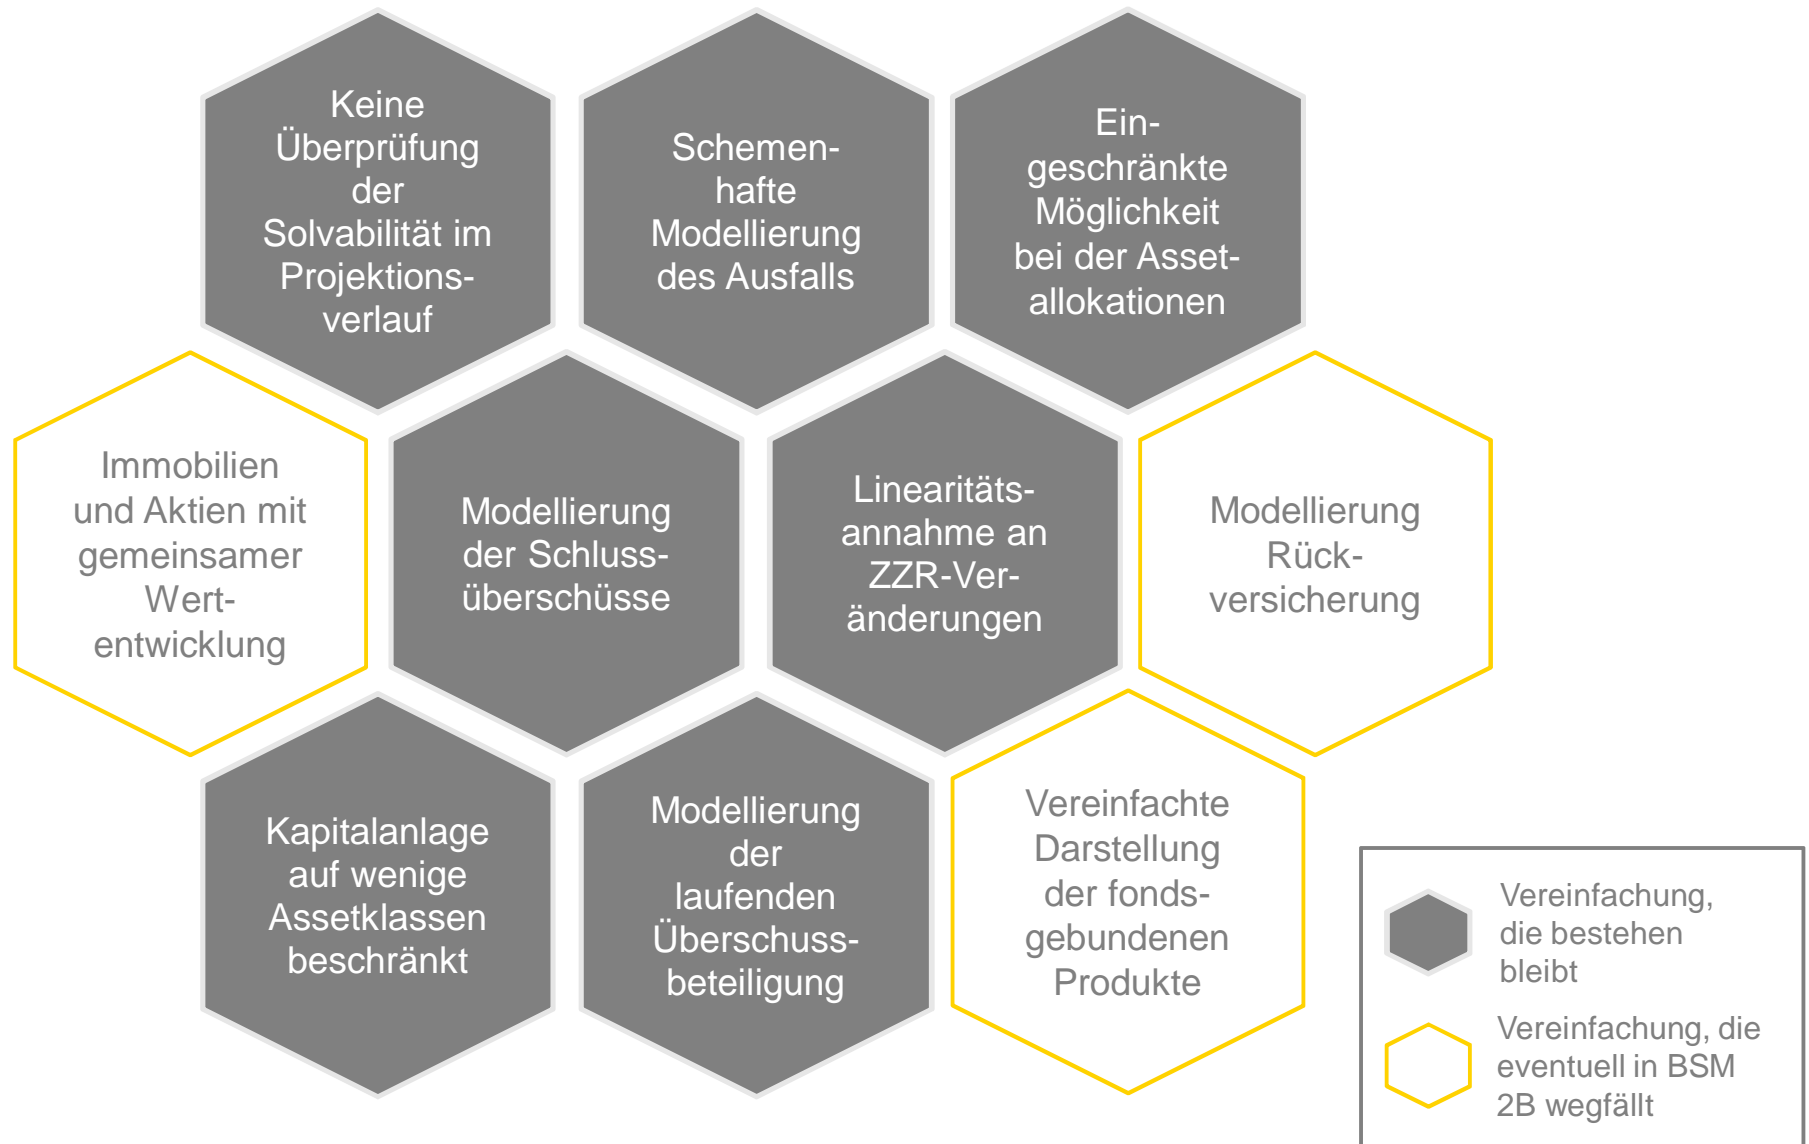 Keine
Überprüfung
der
Solvabilität im
Projektions-
verlauf
Schemen-
hafte
Modellierung
des Ausfalls
Ein-
geschränkte
Möglichkeit
bei der Asset-
allokationen
Immobilien
und Aktien mit
gemeinsamer
Wert-
entwicklung
Modellierung
der Schluss-
überschüsse
Linearitäts-
annahme an
ZZR-Ver-
änderungen
Modellierung
Rück-
versicherung
Kapitalanlage
auf wenige
Assetklassen
beschränkt
Modellierung
der
laufenden
Überschuss-
beteiligung
Vereinfachte
Darstellung
der fonds-
gebundenen
Produkte
Vereinfachung,
die bestehen
bleibt
Vereinfachung, die
eventuell in BSM
2B wegfällt